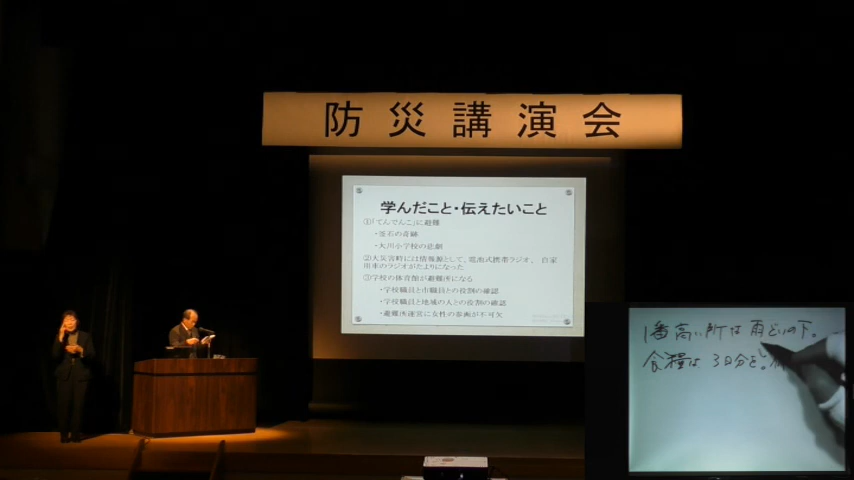 防災講演会
学んだこと・伝えたいこと
①「てんでんこ」に避難
・釜石の奇跡
・大川小学校の悲劇
②大災害時には情報源として、電池式携帯ラジオ、自家
用車のラジオがたよりになった
③学校の体育館が避難所になる
・学校職員と市職員との役割の確認
・学校職員と地域の人との役割の確認
・避難所運営に女性の参画が不可欠
1番高い所は雨どいの下。
食糧は 3日分を。